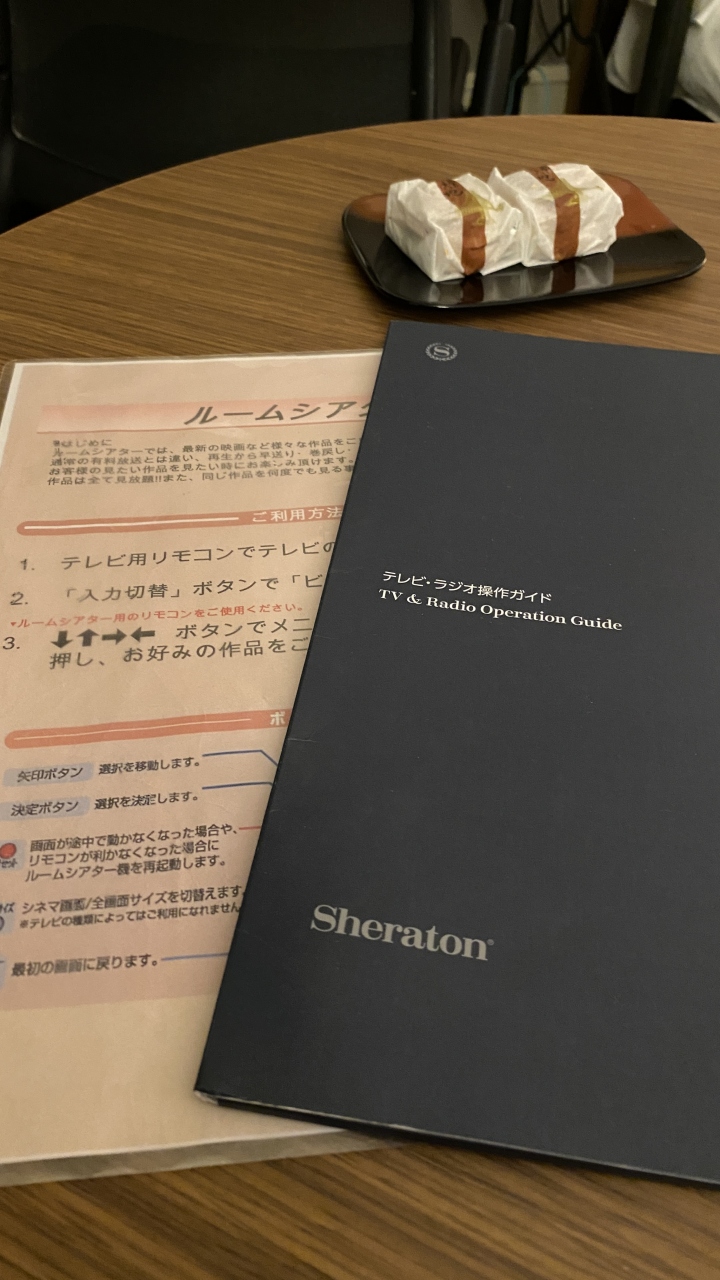 ルームシアタ
はじめに
ルームシアターでは、最新の映画など様々な作品をご
通常の有料放送とは違い、再生から早送り・巻戻し・
お客様の見たい作品を見たい時にお楽しみ頂けます。
作品は全て見放題!!また、同じ作品を何度でも見る事
ご利用方法
1. テレビ用リモコンでテレビの
2. 「入力切替」ボタンで「ビ
▾ルームシアター用のリモコンをご使用ください。
3. ⬇⬆➡⬅ ボタンでメニ
押し、お好みの作品をご
ボ
矢印ボタン 選択を移動します。
決定ボタン 選択を決定します。
セット 画面が途中で動かなくなった場合や、
リモコンが利かなくなった場合に
ルームシアター機を再起動します。
イズ シネマ画面/全画面サイズを切替えます。
※テレビの種類によってはご利用になれません
最初の画面に戻ります。
S
テレビ・ラジオ操作ガイド
TV & Radio Operation Guide
Sheraton®